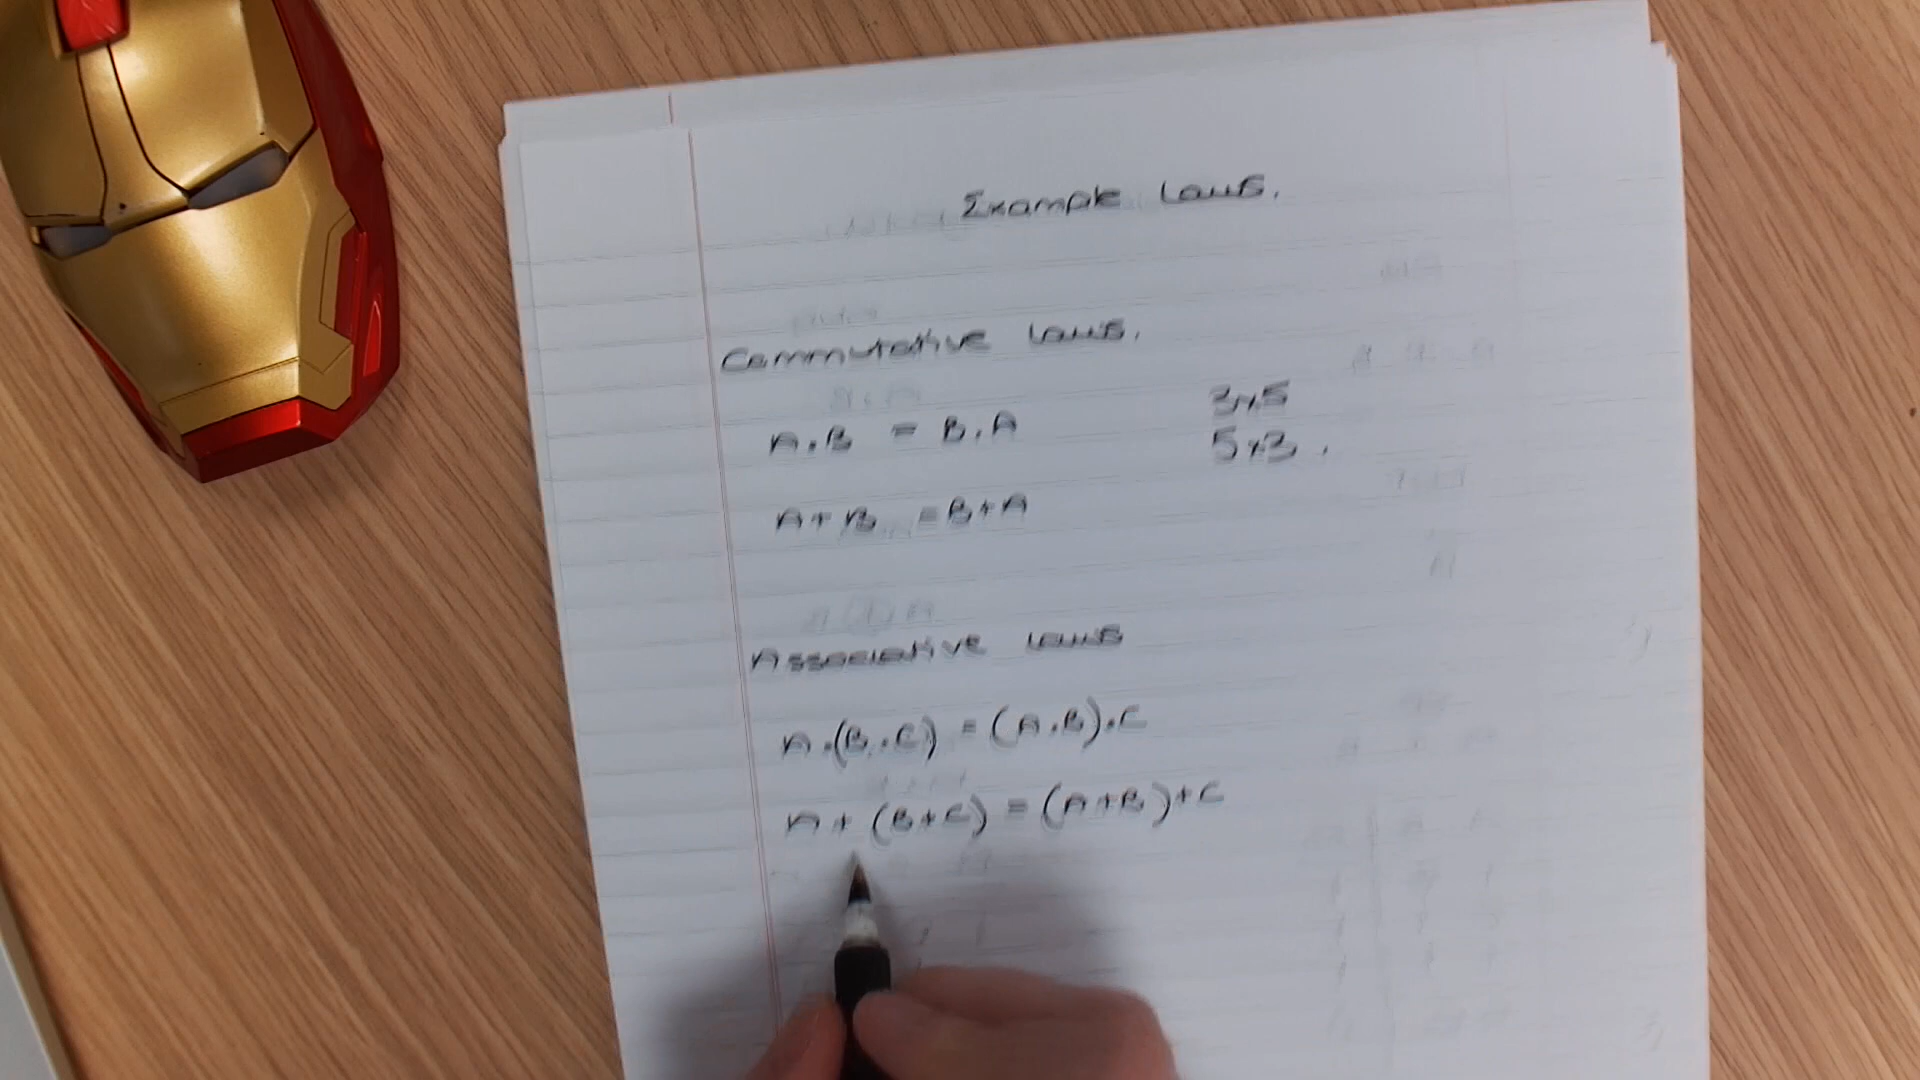 Example Laws.
Commutative Laws.
A.B = B.A
3x5
5x3.
A+B = B+A
Associative Laws
A.(B.C) = (A.B).C
A+(B+C) = (A+B)+C